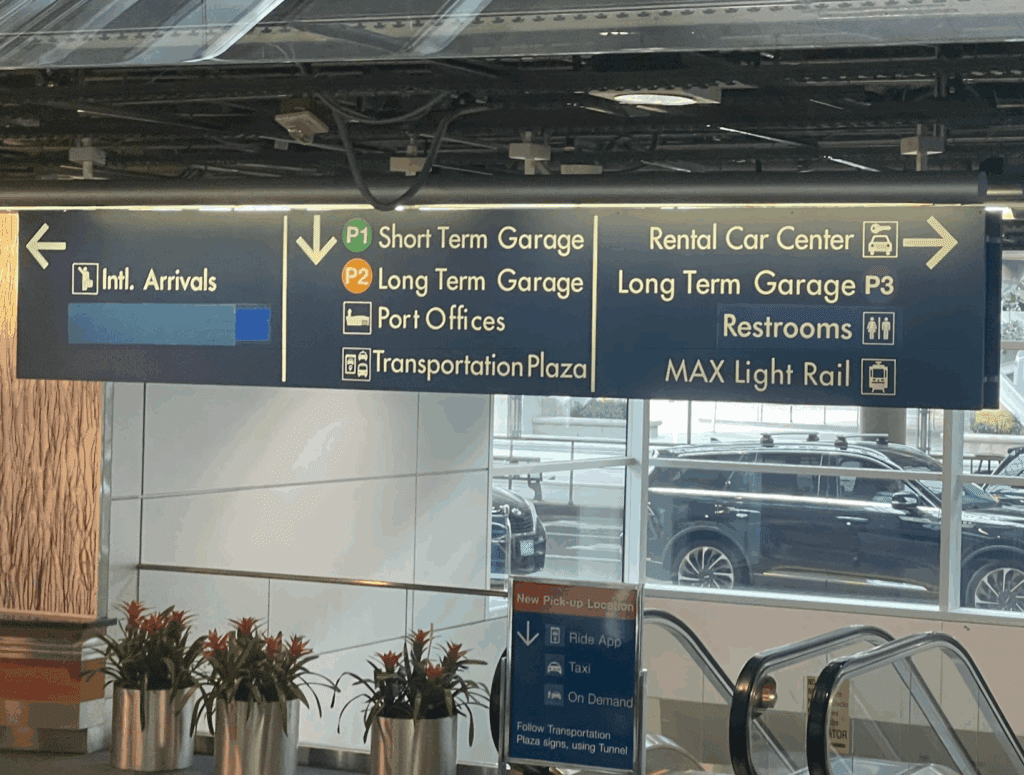 Intl. Arrivals
P1 Short Term Garage
P2 Long Term Garage
Port Offices
Transportation Plaza
Rental Car Center
Long Term Garage P3
Restrooms
MAX Light Rail
New Pick-up Location
Ride App
Taxi
On Demand
Follow Transportation
Plaza signs, using Tunnel